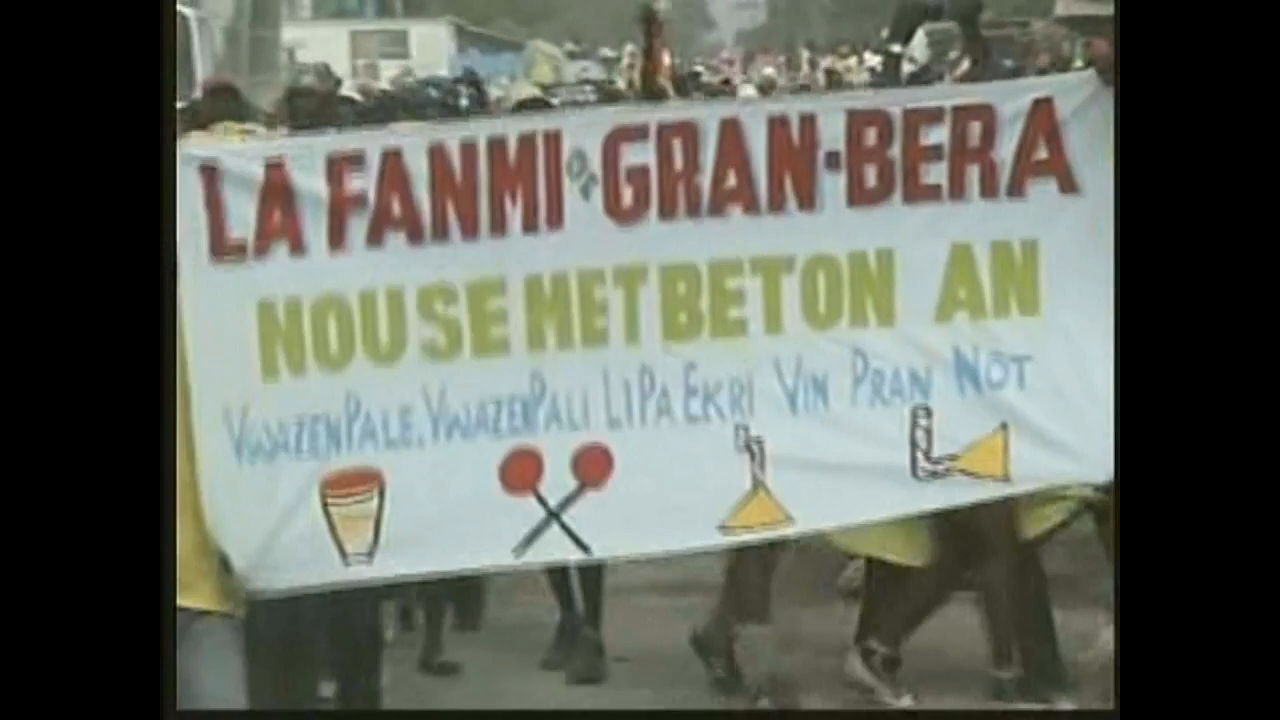 LA FANMI DE GRAN-BERA
NOU SE MET BETON AN
VWAZEN PALE, VWAZEN PALI LI PA EKRI VIN PRAN NÒT